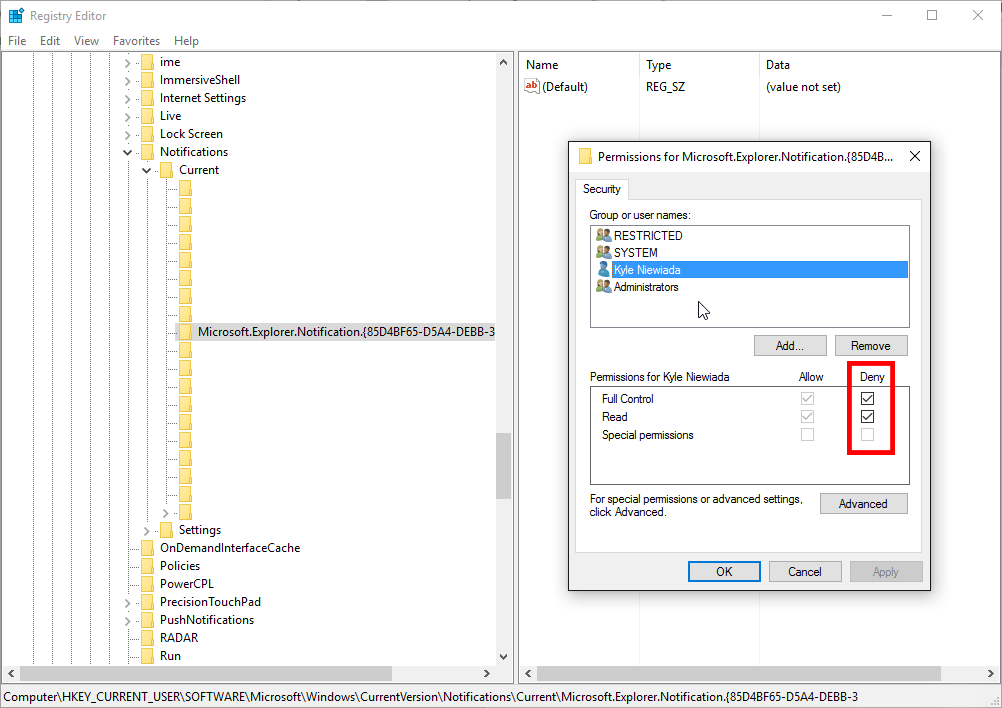 Registry Editor
File Edit View Favorites Help
ime
ImmersiveShell
Internet Settings
Live
Lock Screen
Notifications
Current
Microsoft.Explorer.Notification.{85D4BF65-D5A4-DEBB-3
Settings
OnDemandInterfaceCache
Policies
PowerCPL
PrecisionTouchPad
PushNotifications
RADAR
Run
Name Type Data
ab (Default) REG_SZ (value not set)
Permissions for Microsoft.Explorer.Notification.{85D4B...
Security
Group or user names:
RESTRICTED
SYSTEM
Kyle Niewiada
Administrators
Add... Remove
Permissions for Kyle Niewiada Allow Deny
Full Control
Read
Special permissions
For special permissions or advanced settings,
click Advanced.
Advanced
OK Cancel Apply
Computer\HKEY_CURRENT_USER\SOFTWARE\Microsoft\Windows\CurrentVersion\Notifications\Current\Microsoft.Explorer.Notification.{85D4BF65-D5A4-DEBB-3